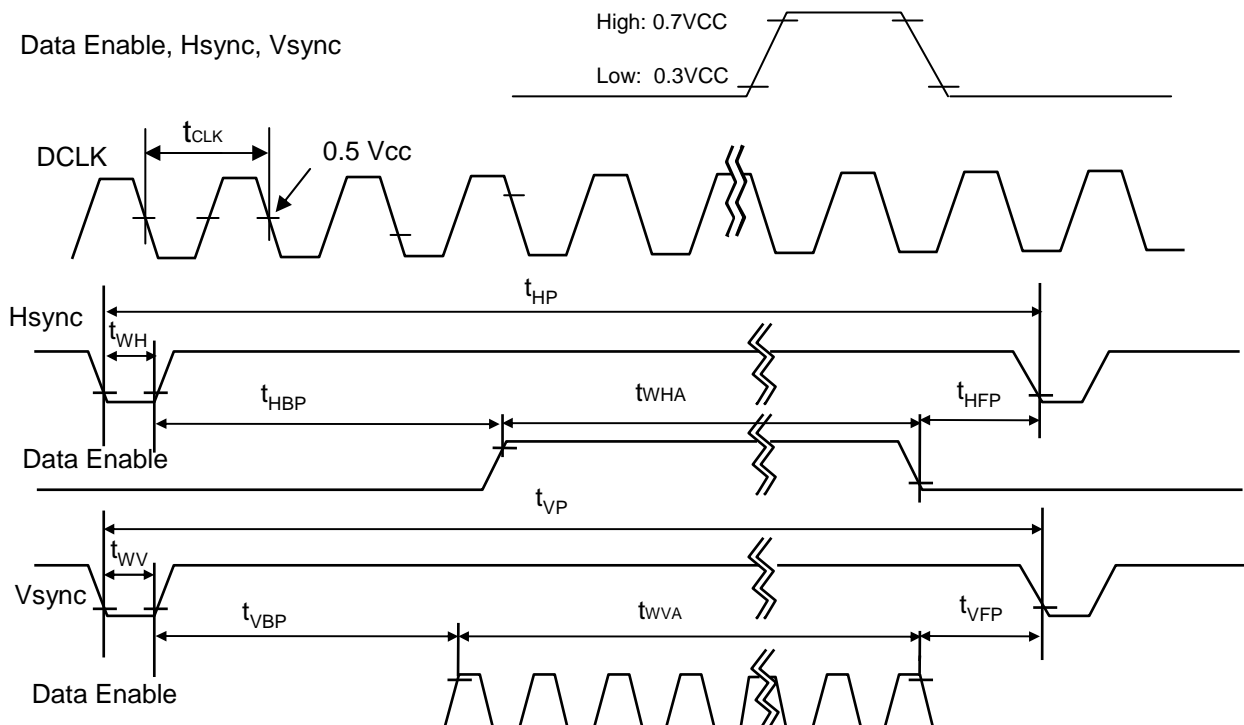 High: 0.7VCC
Data Enable, Hsync, Vsync
Low: 0.3VCC
tCLK
DCLK
0.5 Vcc
tHP
Hsync
tWH
tHBP
tWHA
tHFP
Data Enable
tVP
tWV
Vsync
tVBP
tWVA
tVFP
Data Enable